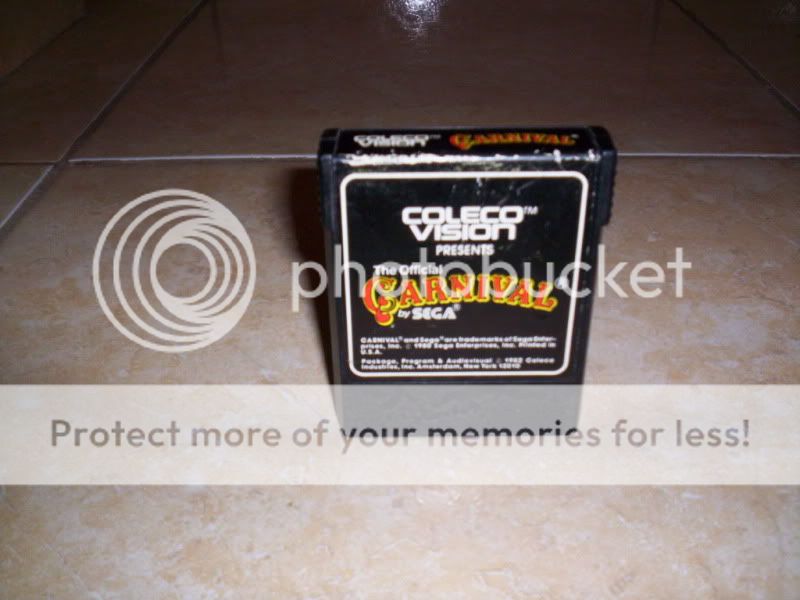 COLECO VISION CARNIVAL®
COLECO™
VISION
PRESENTS
The Official
CARNIVAL®
by SEGA®
CARNIVAL® and Sega® are trademarks of Sega Enter-
prises, Inc. © 1980 Sega Enterprises, Inc. Printed in
U.S.A.
Package, Program & Audiovisual © 1982 Coleco
Industries, Inc. Amsterdam, New York 12010
photobucket
Protect more of your memories for less!